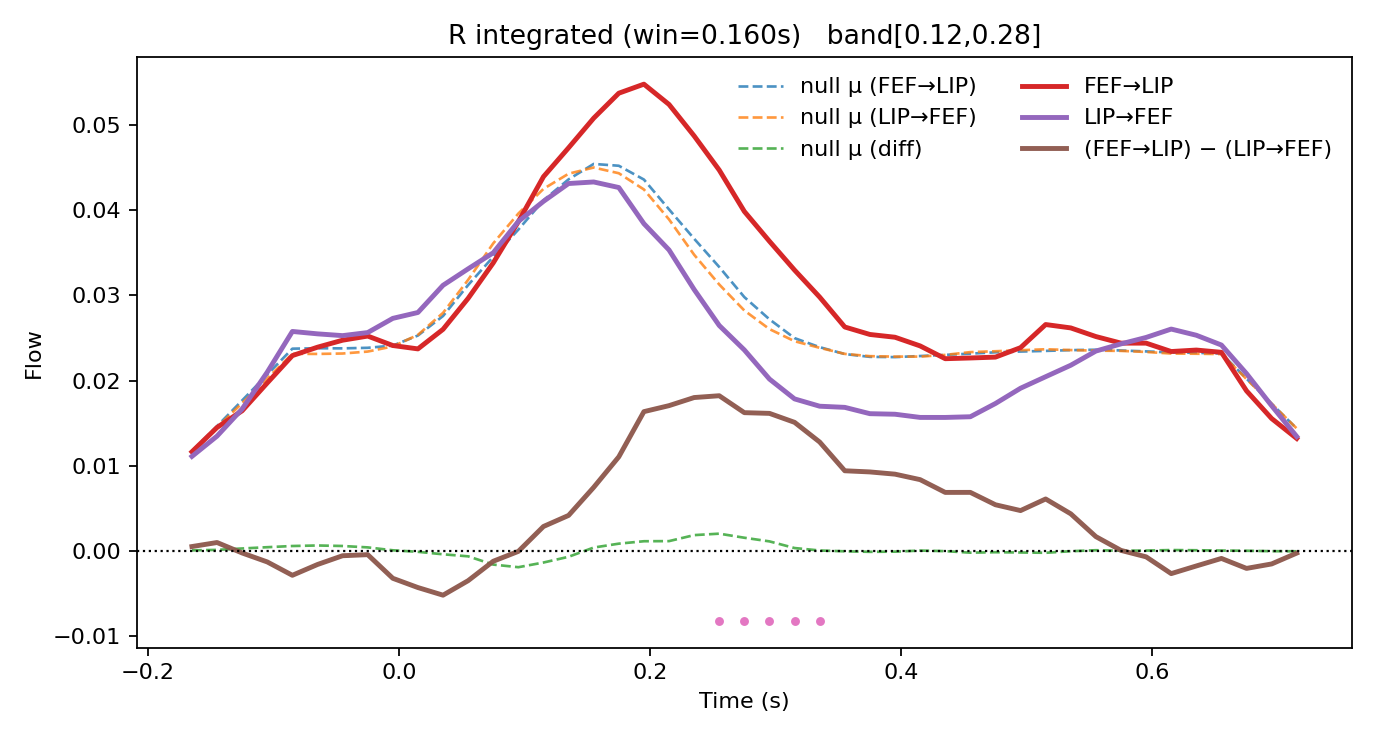 R integrated (win=0.160s)   band[0.12,0.28]
null μ (FEF→LIP)
null μ (LIP→FEF)
null μ (diff)
FEF→LIP
LIP→FEF
(FEF→LIP) − (LIP→FEF)
Flow
0.05
0.04
0.03
0.02
0.01
0.00
−0.01
−0.2
0.0
0.2
0.4
0.6
Time (s)